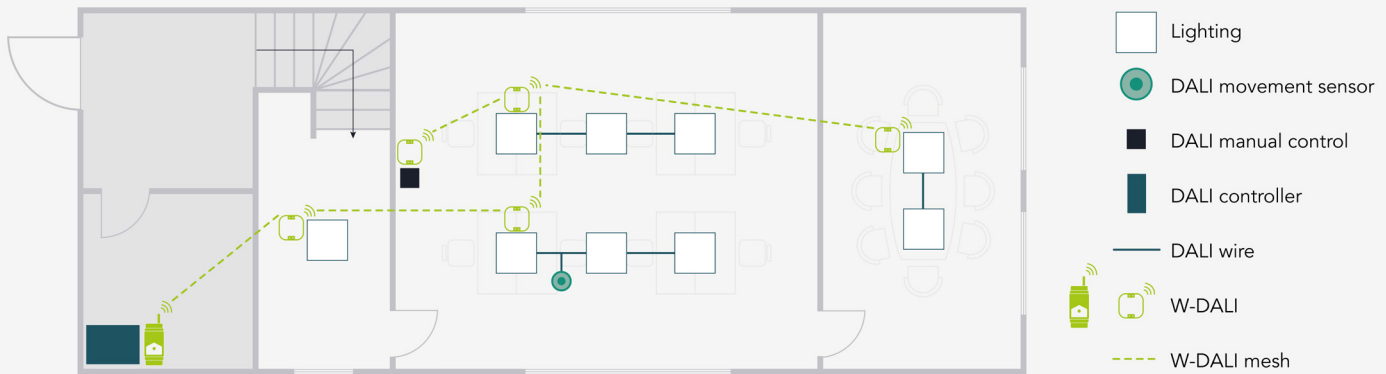 Lighting
DALI movement sensor
DALI manual control
DALI controller
DALI wire
W-DALI
W-DALI mesh